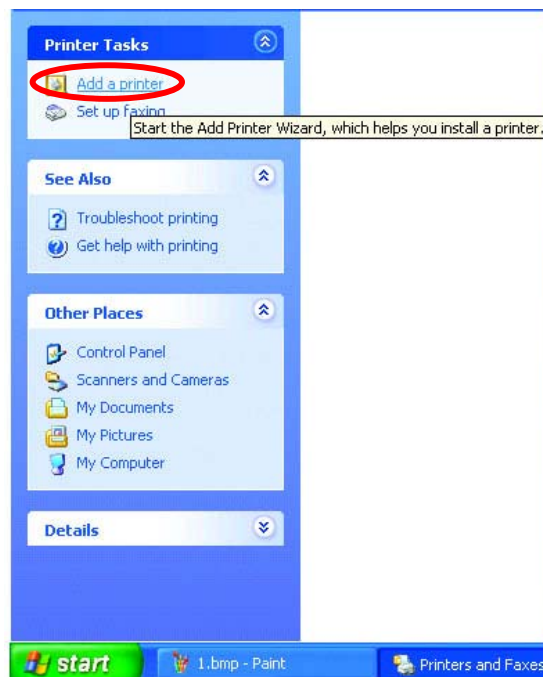 Printer Tasks
Add a printer
Set up faxing
Start the Add Printer Wizard, which helps you install a printer.
See Also
Troubleshoot printing
Get help with printing
Other Places
Control Panel
Scanners and Cameras
My Documents
My Pictures
My Computer
Details
start
1.bmp - Paint
Printers and Faxes